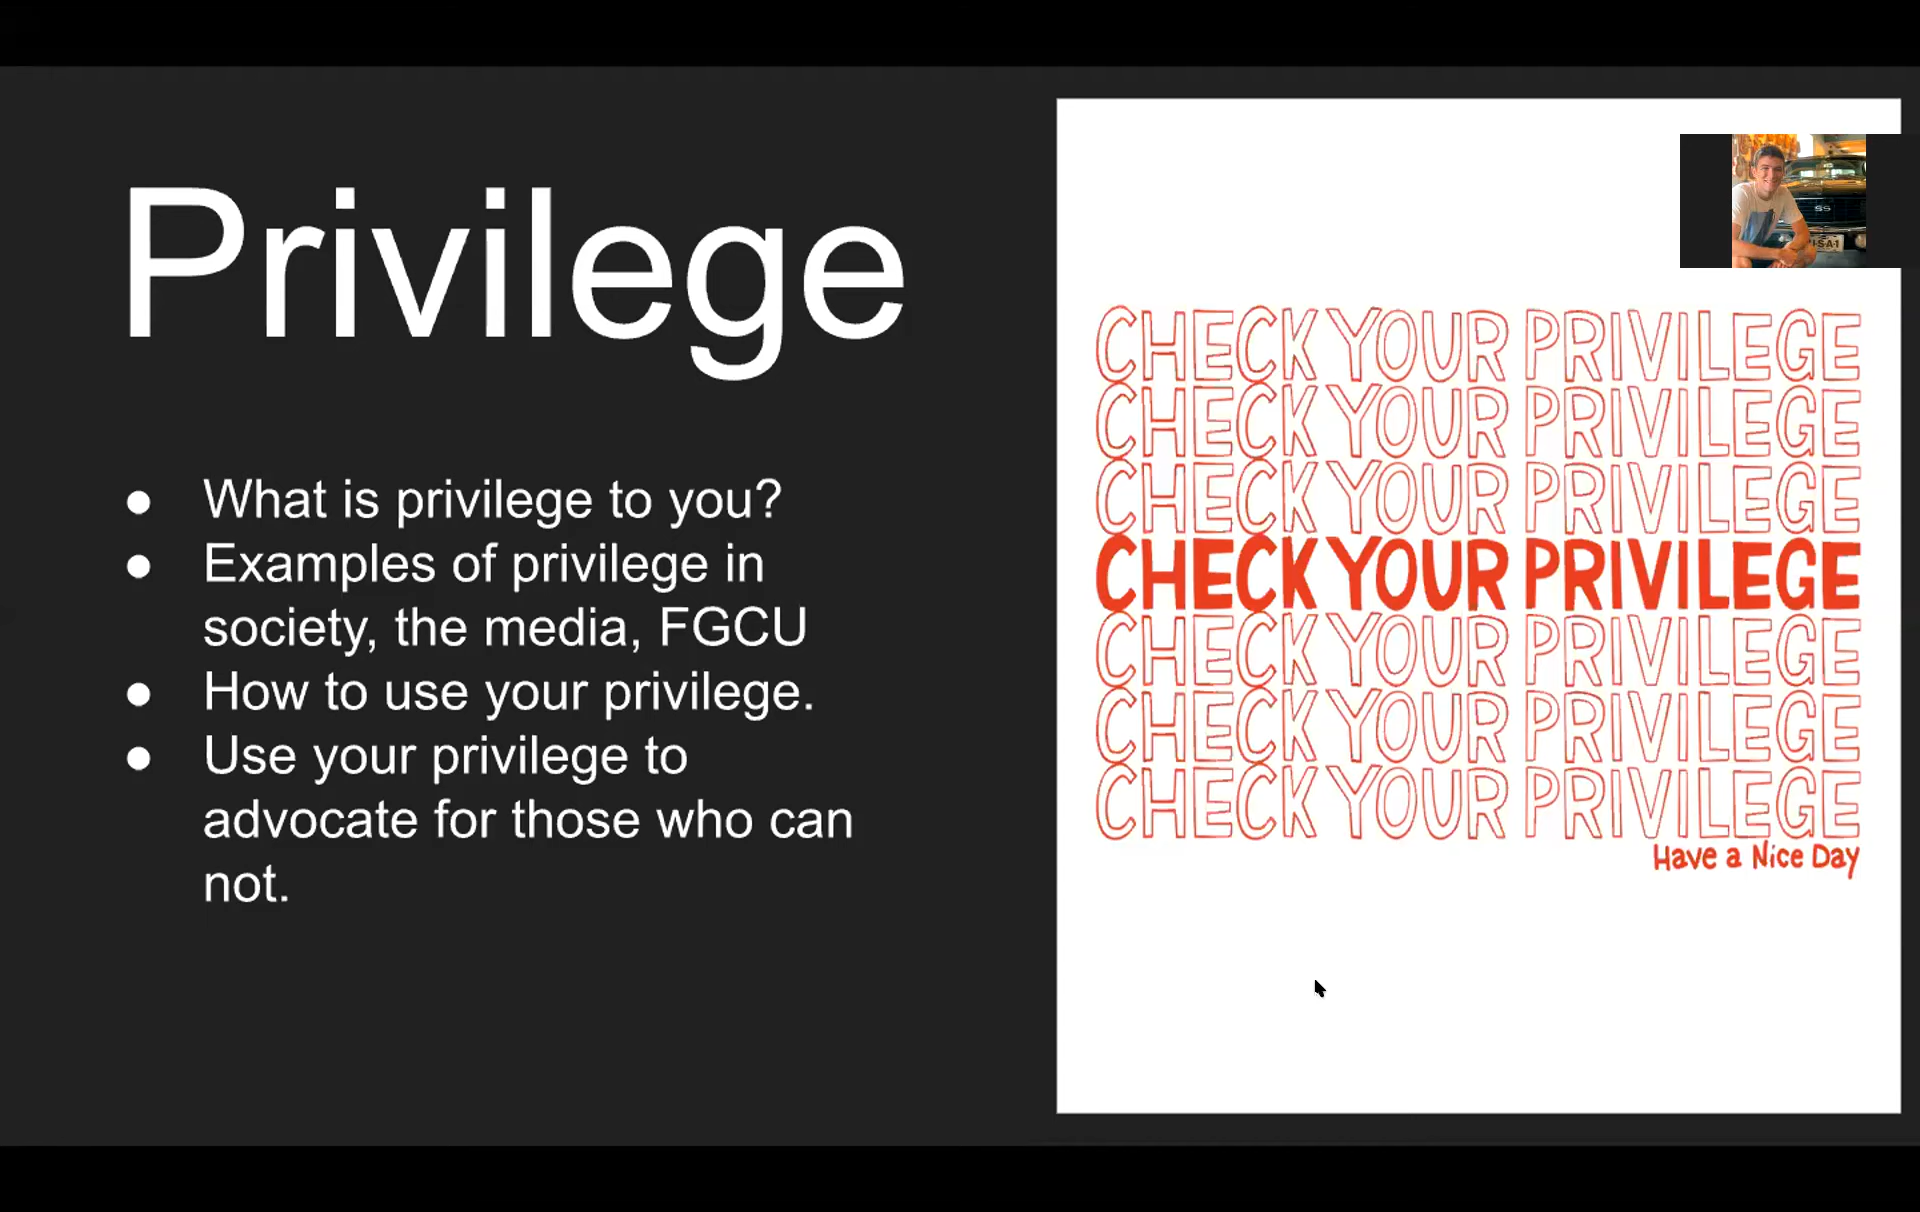 Privilege
● What is privilege to you?
● Examples of privilege in
society, the media, FGCU
● How to use your privilege.
● Use your privilege to
advocate for those who can
not.
CHECK YOUR PRIVILEGE
CHECK YOUR PRIVILEGE
CHECK YOUR PRIVILEGE
CHECK YOUR PRIVILEGE
CHECK YOUR PRIVILEGE
CHECK YOUR PRIVILEGE
CHECK YOUR PRIVILEGE
Have a Nice Day
SS